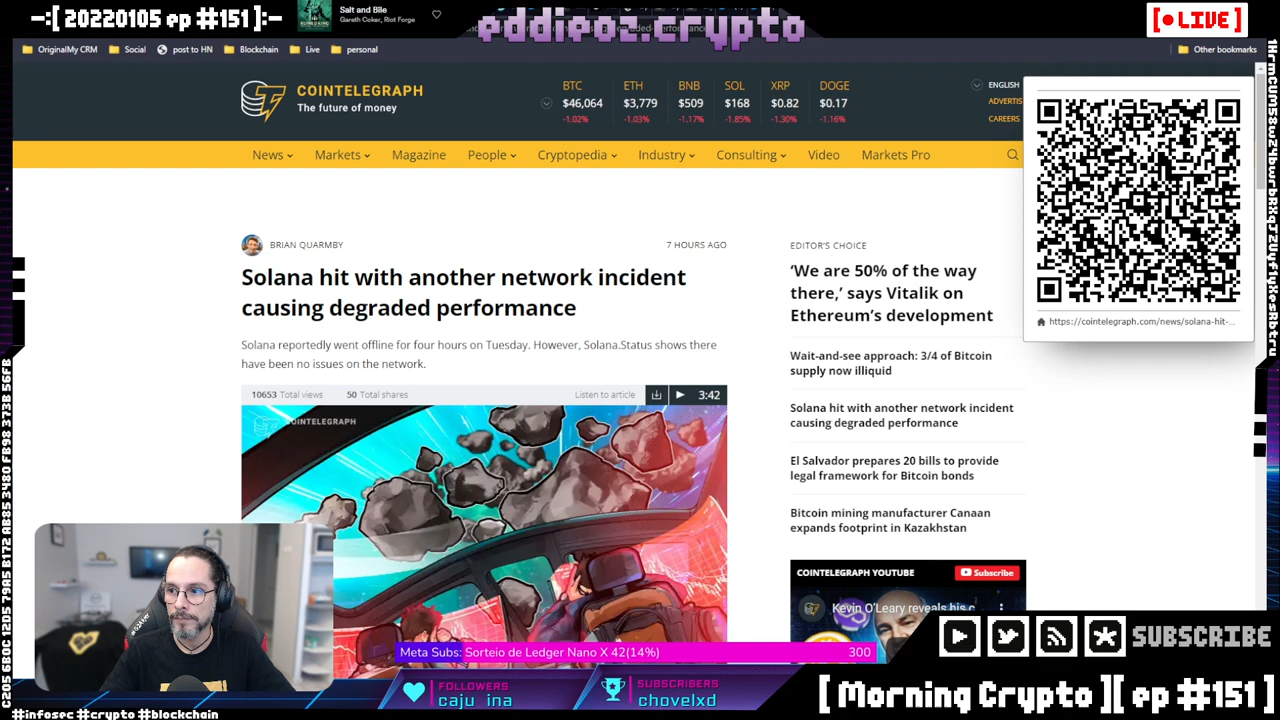 -:[ 20220105 ep #151 ]:-
Salt and Bile
Gareth Coker, Riot Forge.
eddieoz.crypto
[ LIVE ]
OriginalMy CRM
Social
post to HN
Blockchain
Live
personal
Other bookmarks
COINTELEGRAPH
The future of money
BTC ETH BNB SOL XRP DOGE
$46,064 $3,779 $509 $168 $0.82 $0.17
-1.02% -1.03% -1.17% -1.85% -1.30% -1.16%
ENGLISH
ADVERTIS
CAREERS
News Markets Magazine People Cryptopedia Industry Consulting Video Markets Pro
BRIAN QUARMBY
7 HOURS AGO
Solana hit with another network incident
causing degraded performance
Solana reportedly went offline for four hours on Tuesday. However, Solana.Status shows there
have been no issues on the network.
10653 Total views 50 Total shares Listen to article 3:42
COINTELEGRAPH
EDITOR'S CHOICE
‘We are 50% of the way
there,’ says Vitalik on
Ethereum’s development
Wait-and-see approach: 3/4 of Bitcoin
supply now illiquid
Solana hit with another network incident
causing degraded performance
El Salvador prepares 20 bills to provide
legal framework for Bitcoin bonds
Bitcoin mining manufacturer Canaan
expands footprint in Kazakhstan
COINTELEGRAPH YOUTUBE
Subscribe
Kevin O'Leary reveals his c
https://cointelegraph.com/news/solana-hit-...
Meta Subs: Sorteio de Ledger Nano X 42(14%) 300
FOLLOWERS
caju_ina
SUBSCRIBERS
chovelxd
SUBSCRIBE
[ Morning Crypto ][ ep #151 ]
#infosec #crypto #blockchain